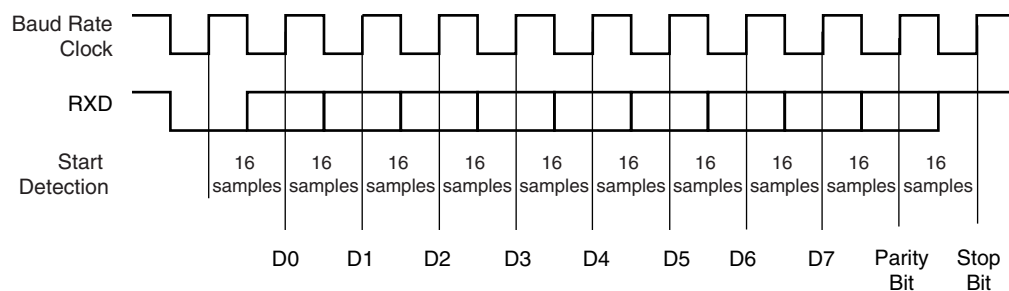 Baud Rate
Clock
RXD
Start
Detection
16 16 16 16 16 16 16 16 16 16
samples samples samples samples samples samples samples samples samples samples
D0 D1 D2 D3 D4 D5 D6 D7 Parity Stop
Bit Bit